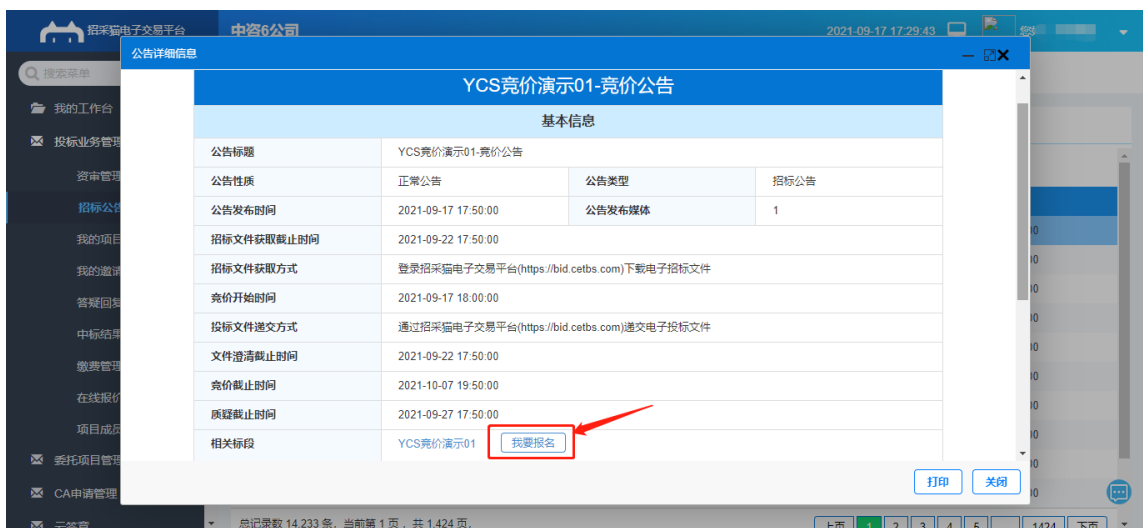 招采猫电子交易平台 中咨6公司 2021-09-17 17:29:43
公告详细信息
搜索菜单
我的工作台
投标业务管理
资审管理
招标公告
我的项目
我的邀请
答疑回复
中标结果
缴费管理
在线报价
项目成员
委托项目管理
CA申请管理
云签章
YCS竞价演示01-竞价公告
基本信息
公告标题 YCS竞价演示01-竞价公告
公告性质 正常公告 公告类型 招标公告
公告发布时间 2021-09-17 17:50:00 公告发布媒体 1
招标文件获取截止时间 2021-09-22 17:50:00
招标文件获取方式 登录招采猫电子交易平台(https://bid.cetbs.com)下载电子招标文件
竞价开始时间 2021-09-17 18:00:00
投标文件递交方式 通过招采猫电子交易平台(https://bid.cetbs.com)递交电子投标文件
文件澄清截止时间 2021-09-22 17:50:00
竞价截止时间 2021-10-07 19:50:00
质疑截止时间 2021-09-27 17:50:00
相关标段 YCS竞价演示01 我要报名
打印 关闭
总记录数 14,233 条，当前第 1 页，共 1,424 页。 上页 1 2 3 4 5 ... 1424 下页